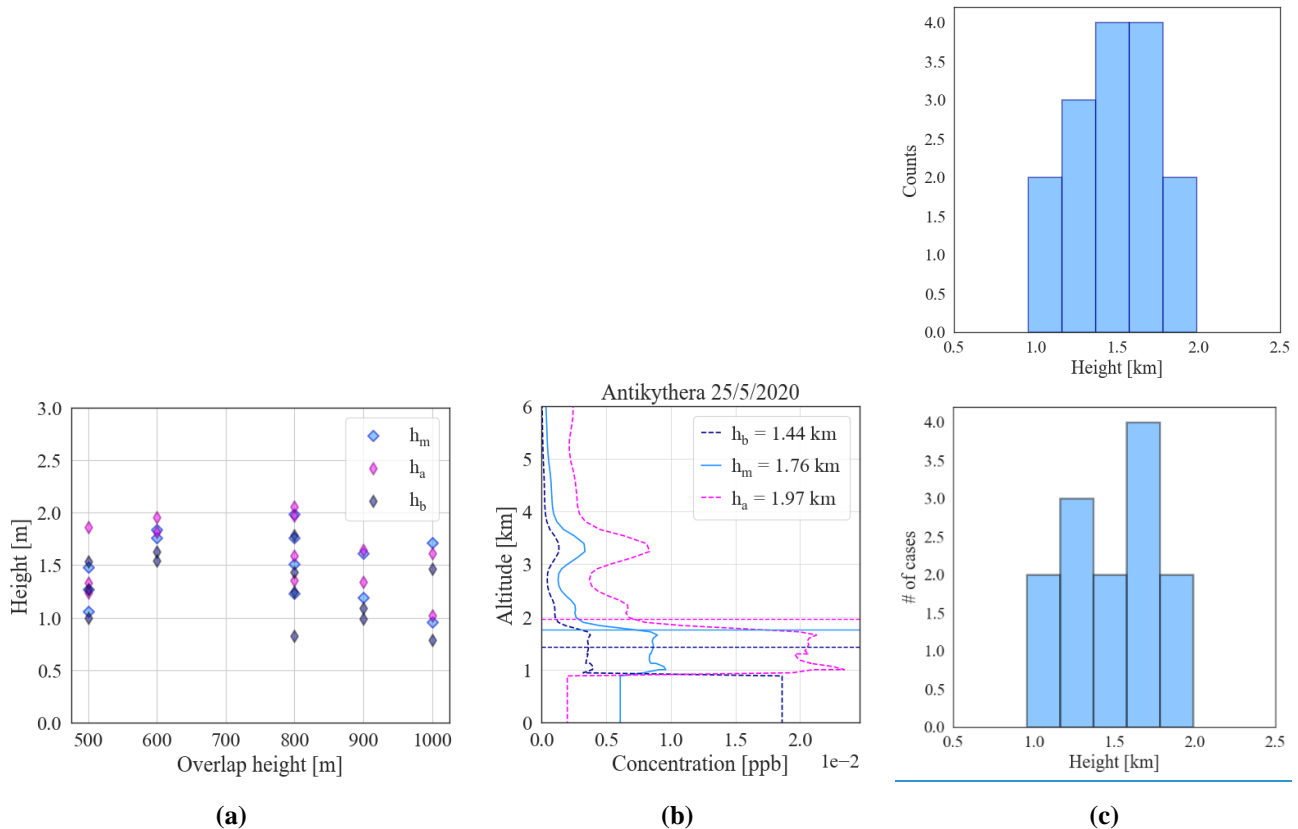 4.0
3.5
3.0
2.5
2.0
1.5
1.0
0.5
0.0
Counts
0.5 1.0 1.5 2.0 2.5
Height [km]
3.0
2.5
2.0
1.5
1.0
0.5
0.0
Height [m]
h_m
h_a
h_b
500 600 700 800 900 1000
Overlap height [m]
(a)
Antikythera 25/5/2020
6
5
4
3
2
1
0
Altitude [km]
h_b = 1.44 km
h_m = 1.76 km
h_a = 1.97 km
0.0 0.5 1.0 1.5 2.0
1e−2
Concentration [ppb]
(b)
4.0
3.5
3.0
2.5
2.0
1.5
1.0
0.5
0.0
# of cases
0.5 1.0 1.5 2.0 2.5
Height [km]
(c)